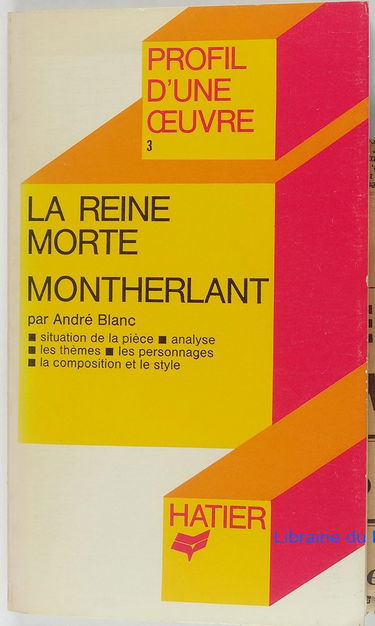 PROFIL
D'UNE
ŒUVRE
3
LA REINE
MORTE
MONTHERLANT
par André Blanc
■ situation de la pièce ■ analyse
■ les thèmes ■ les personnages
■ la composition et le style
HATIER
Librairie du